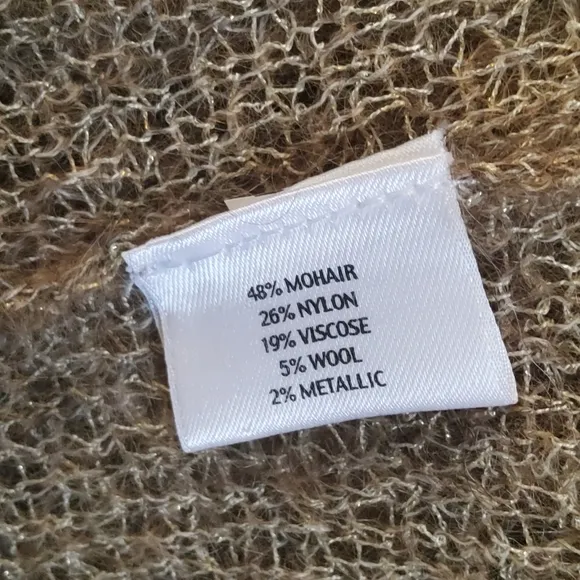 48% MOHAIR
26% NYLON
19% VISCOSE
5% WOOL
2% METALLIC